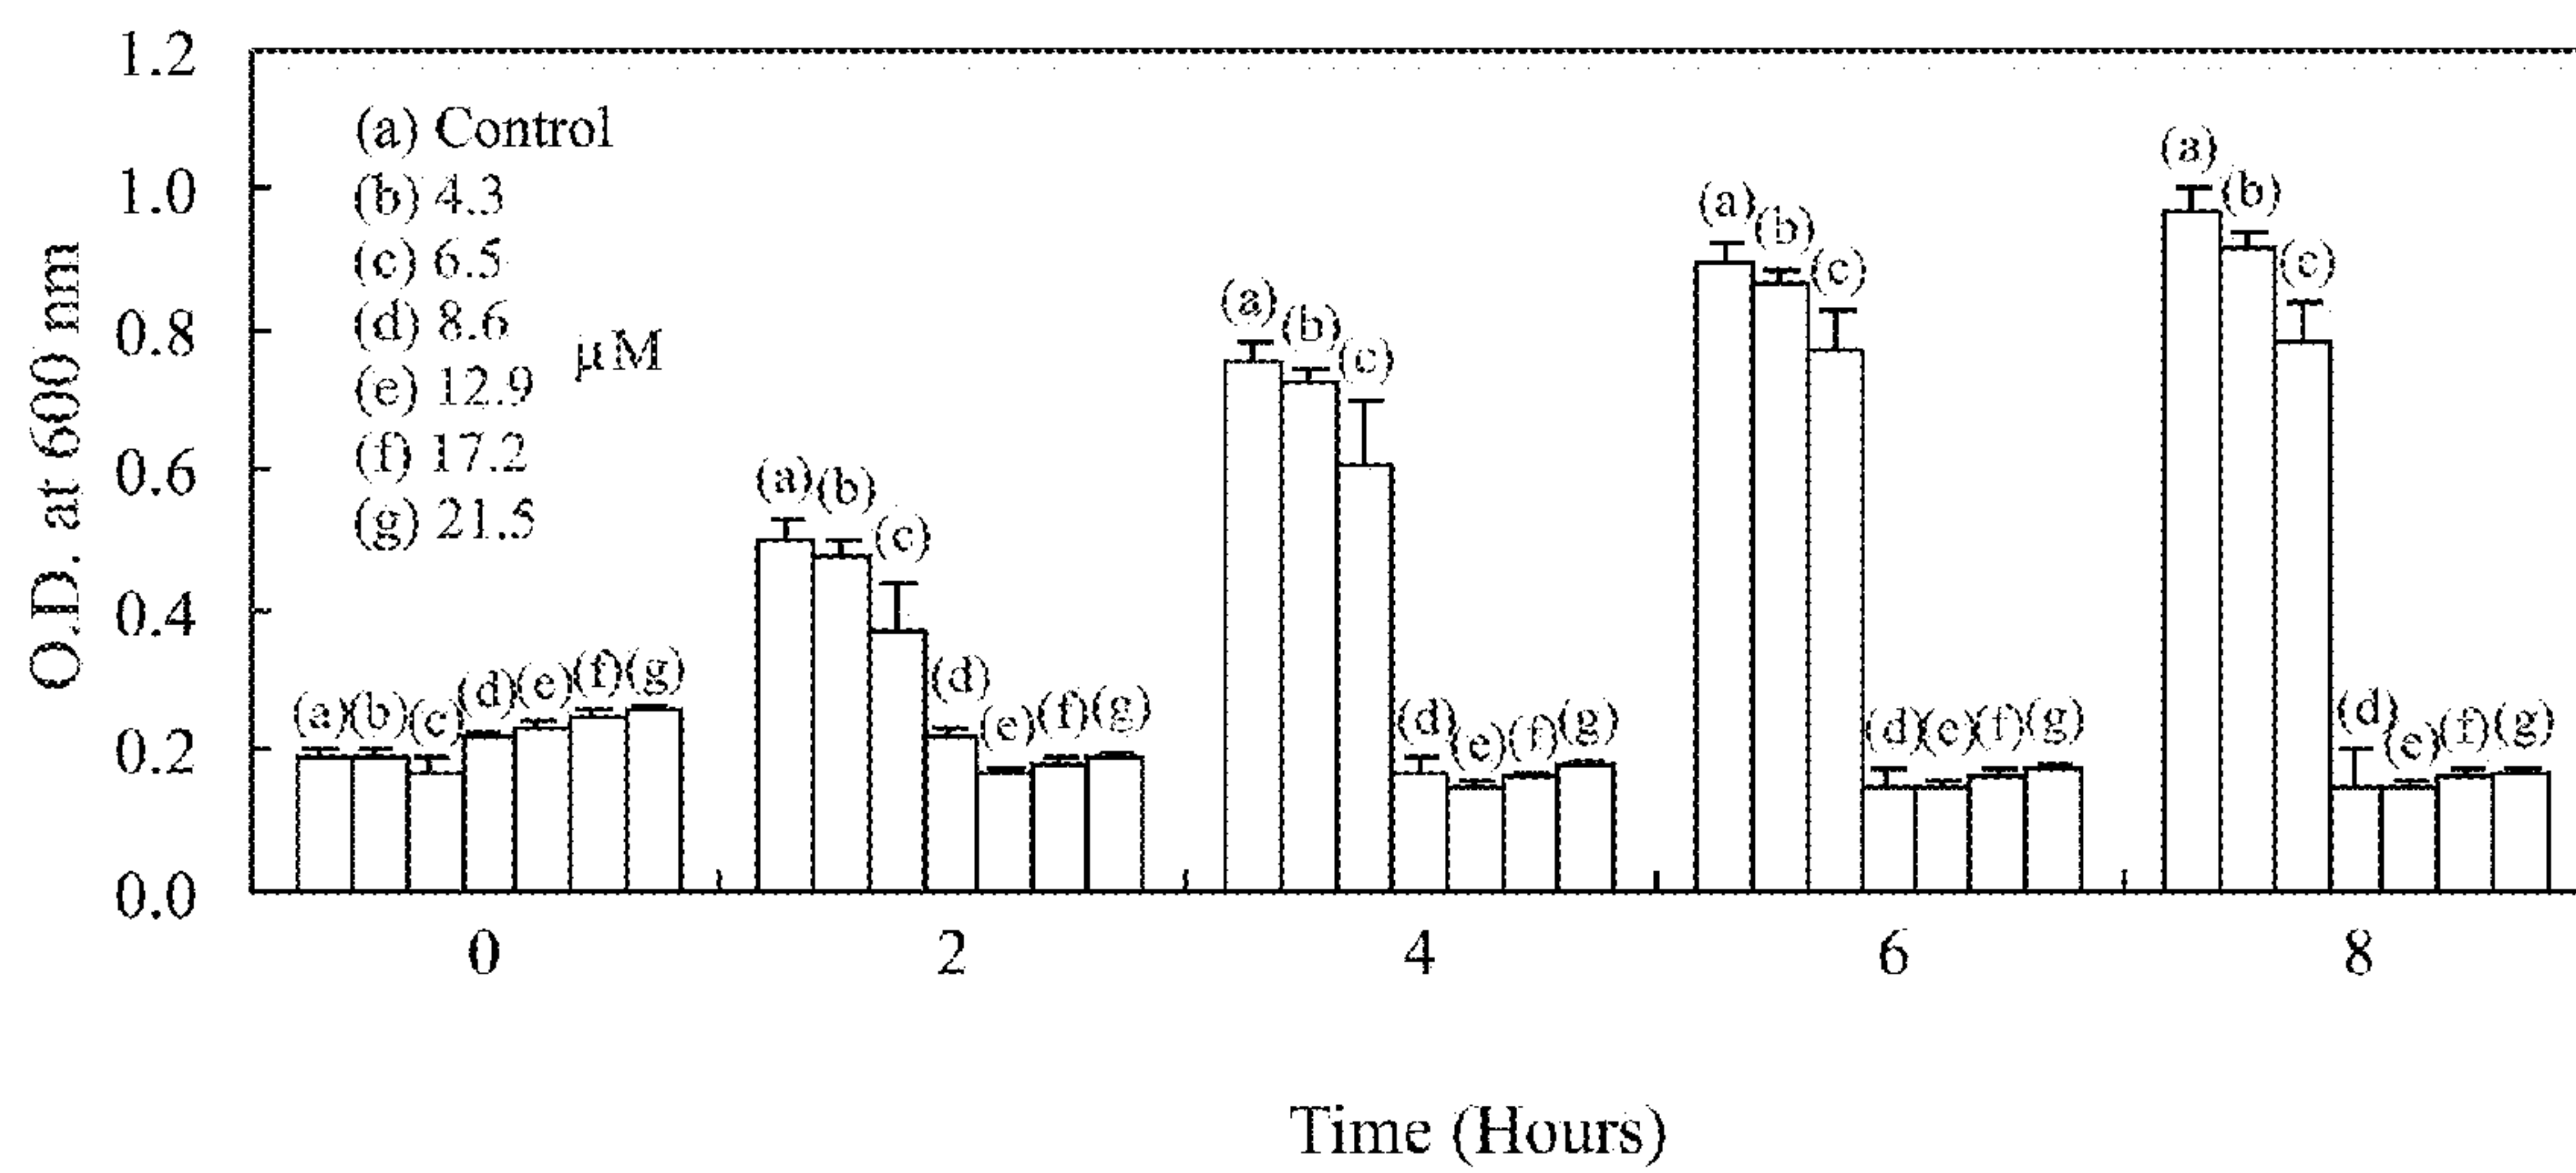 1.2
1.0
0.8
0.6
0.4
0.2
0.0
O.D. at 600 nm
(a) Control
(b) 4.3
(c) 6.5
(d) 8.6
(e) 12.9
(f) 17.2
(g) 21.5
μM
(a) (b) (c) (d) (e) (f) (g)
(a) (b) (c) (d) (e) (f) (g)
(a) (b) (c) (d) (e) (f) (g)
(a) (b) (c) (d) (e) (f) (g)
(a) (b) (c) (d) (e) (f) (g)
0 2 4 6 8
Time (Hours)